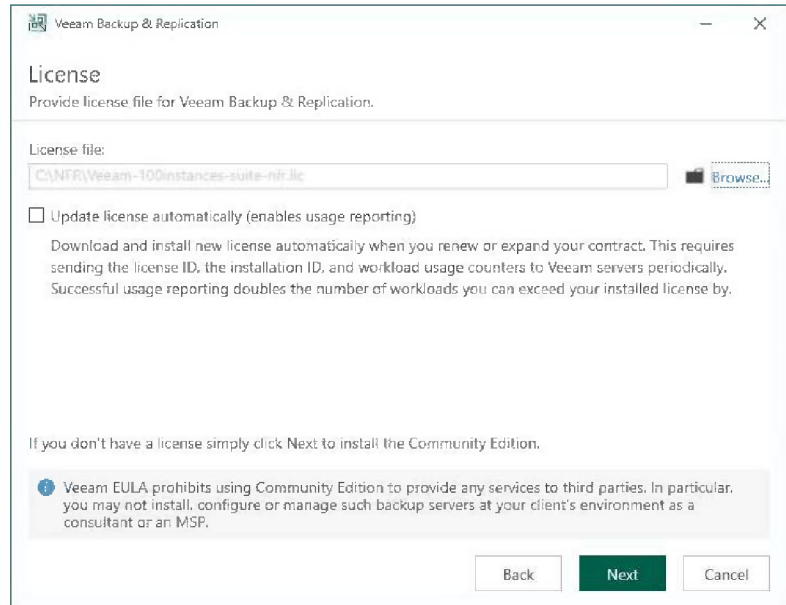 Veeam Backup & Replication
License
Provide license file for Veeam Backup & Replication.
License file:
C:\NFR\Veeam-100instances-suite-nfr.lic
Browse...
Update license automatically (enables usage reporting)
Download and install new license automatically when you renew or expand your contract. This requires
sending the license ID, the installation ID, and workload usage counters to Veeam servers periodically.
Successful usage reporting doubles the number of workloads you can exceed your installed license by.
If you don't have a license simply click Next to install the Community Edition.
Veeam EULA prohibits using Community Edition to provide any services to third parties. In particular,
you may not install, configure or manage such backup servers at your client's environment as a
consultant or an MSP.
Back
Next
Cancel